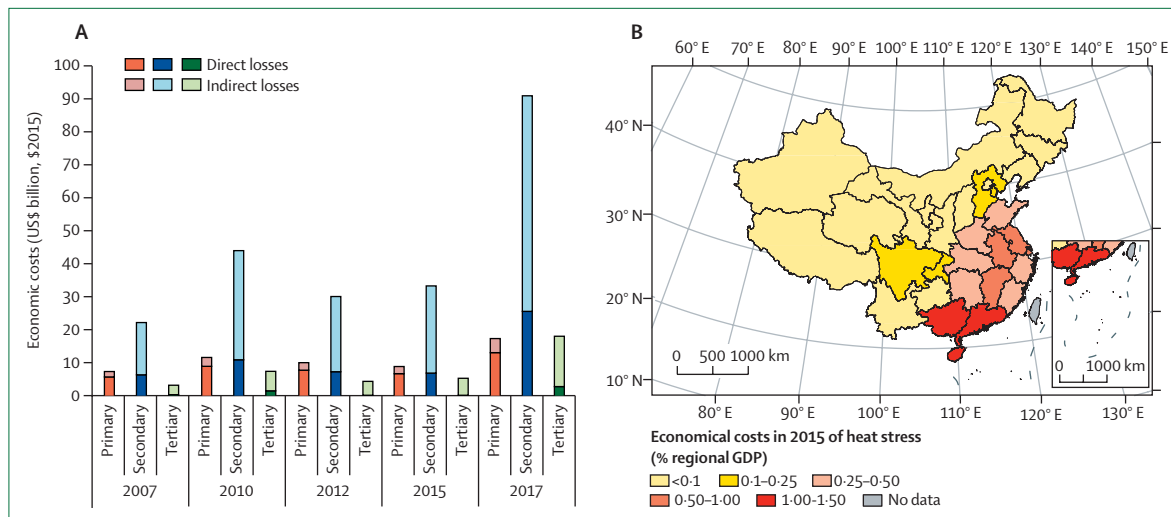 A
Direct losses
Indirect losses
Economic costs (US$ billion, $2015)
100
90
80
70
60
50
40
30
20
10
0
Primary
Secondary
Tertiary
Primary
Secondary
Tertiary
Primary
Secondary
Tertiary
Primary
Secondary
Tertiary
Primary
Secondary
Tertiary
2007 2010 2012 2015 2017
B
60° E 70° E 80° E 90° E 100° E 110° E 120° E 130° E 140° E 150° E
40° N
30° N
20° N
10° N
0 500 1000 km
0 1000 km
80° E 90° E 100° E 110° E 120° E 130° E
Economical costs in 2015 of heat stress
(% regional GDP)
<0·1 0·1–0·25 0·25–0·50
0·50–1·00 1·00-1·50 No data